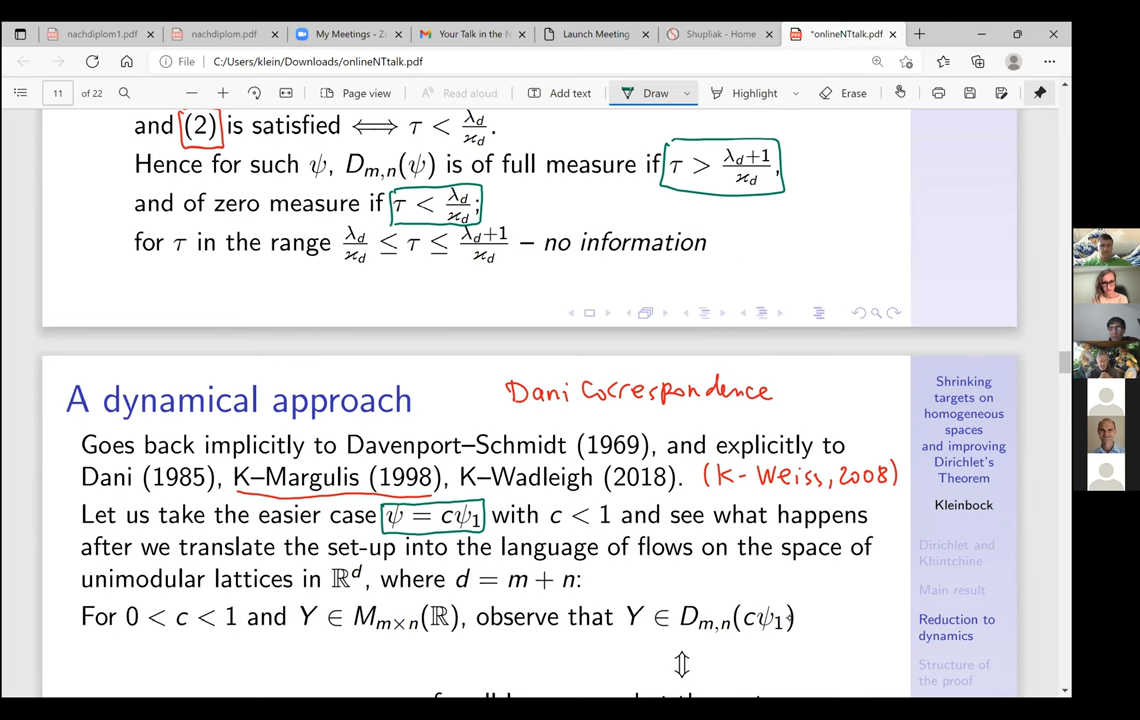 nachdiplom1.pdf
nachdiplom.pdf
My Meetings - Z
Your Talk in the N
Launch Meeting
Shupliak - Home
*onlineNTtalk.pdf
File C:/Users/klein/Downloads/onlineNTtalk.pdf
11 of 22
Page view
Read aloud
Add text
Draw
Highlight
Erase
and (2) is satisfied ⟺ τ < λ_d/ϰ_d.
Hence for such ψ, D_{m,n}(ψ) is of full measure if τ > (λ_d+1)/ϰ_d,
and of zero measure if τ < λ_d/ϰ_d;
for τ in the range λ_d/ϰ_d ≤ τ ≤ (λ_d+1)/ϰ_d – no information
A dynamical approach
Dani Correspondence
Goes back implicitly to Davenport–Schmidt (1969), and explicitly to
Dani (1985), K–Margulis (1998), K–Wadleigh (2018). (K-Weiss, 2008)
Let us take the easier case ψ = cψ₁ with c < 1 and see what happens
after we translate the set-up into the language of flows on the space of
unimodular lattices in ℝ^d, where d = m + n:
For 0 < c < 1 and Y ∈ M_{m×n}(ℝ), observe that Y ∈ D_{m,n}(cψ₁)
⇕
Shrinking
targets on
homogeneous
spaces
and improving
Dirichlet's
Theorem
Kleinbock
Dirichlet and
Khintchine
Main result
Reduction to
dynamics
Structure of
the proof